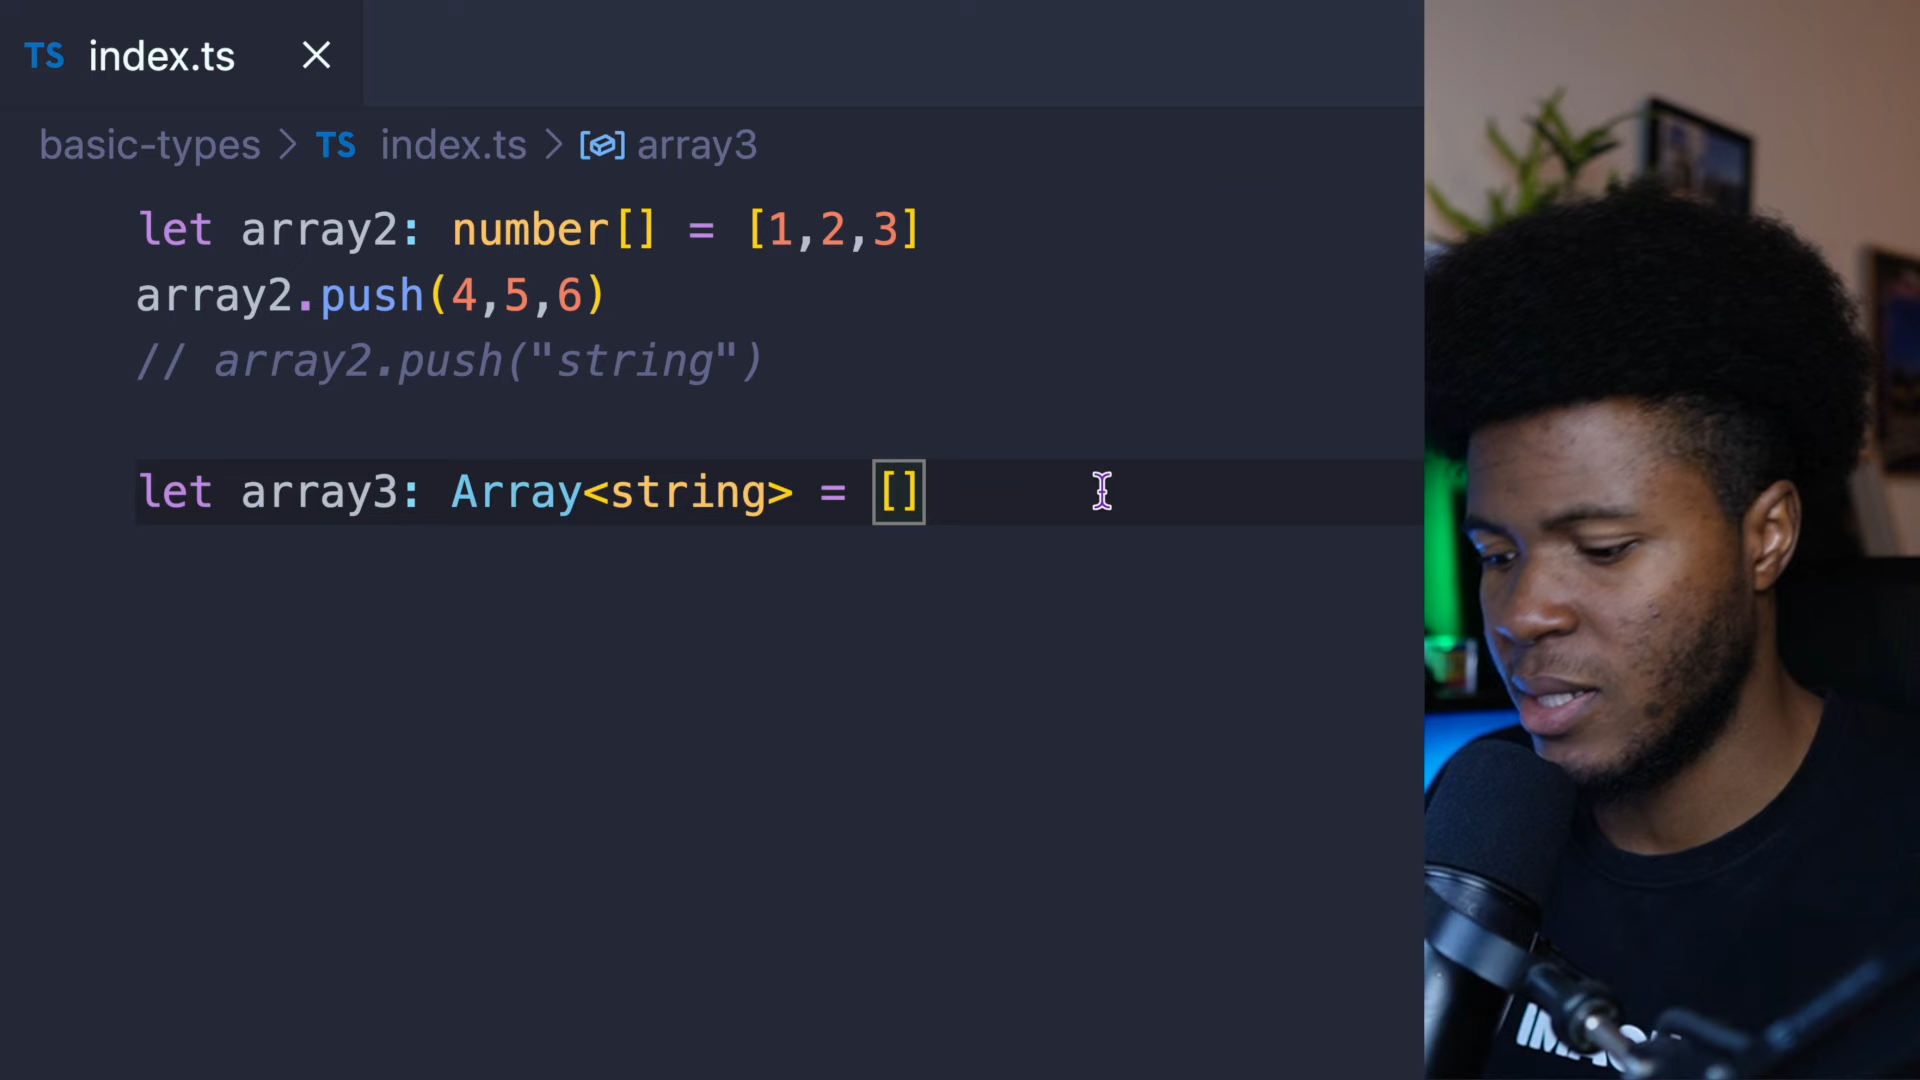 TS index.ts
basic-types > TS index.ts > array3
let array2: number[] = [1,2,3]
array2.push(4,5,6)
// array2.push("string")
let array3: Array<string> = []